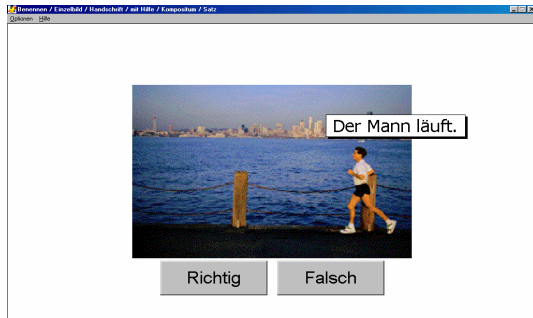 Benennen / Einzelbild / Handschrift / mit Hilfe / Kompositum / Satz
Optionen Hilfe
Der Mann läuft.
Richtig Falsch